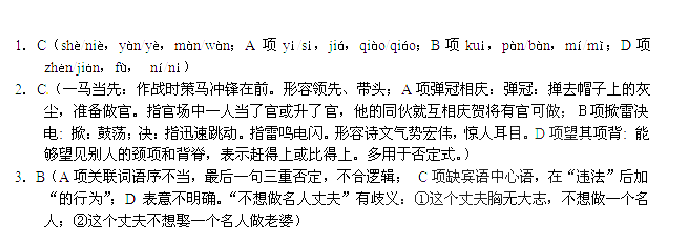 1. C(shè niè,yàn yè,màn wàn;A 项 yí sì,jiá,qiào qiáo;B 项 kuí,pàn bàn,mí mì;D 项
zhēn jiān,fù, ní nì)
2. C(一马当先:作战时策马冲锋在前。形容领先、带头;A 项弹冠相庆:弹冠:掸去帽子上的灰
尘,准备做官。指官场中一人当了官或升了官,他的同伙就互相庆贺将有官可做; B项掀雷决
电:掀:鼓荡;决:指迅速跳动。指雷鸣电闪。形容诗文气势宏伟,惊人耳目。D 项望其项背:能
够望见别人的颈项和背脊,表示赶得上或比得上。多用于否定式。)
3. B(A 项关联词语序不当,最后一句三重否定,不合逻辑; C 项缺宾语中心语,在“违法”后加
“的行为”;D 表意不明确。“不想做名人丈夫”有歧义:①这个丈夫胸无大志,不想做一个名
人;②这个丈夫不想娶一个名人做老婆)